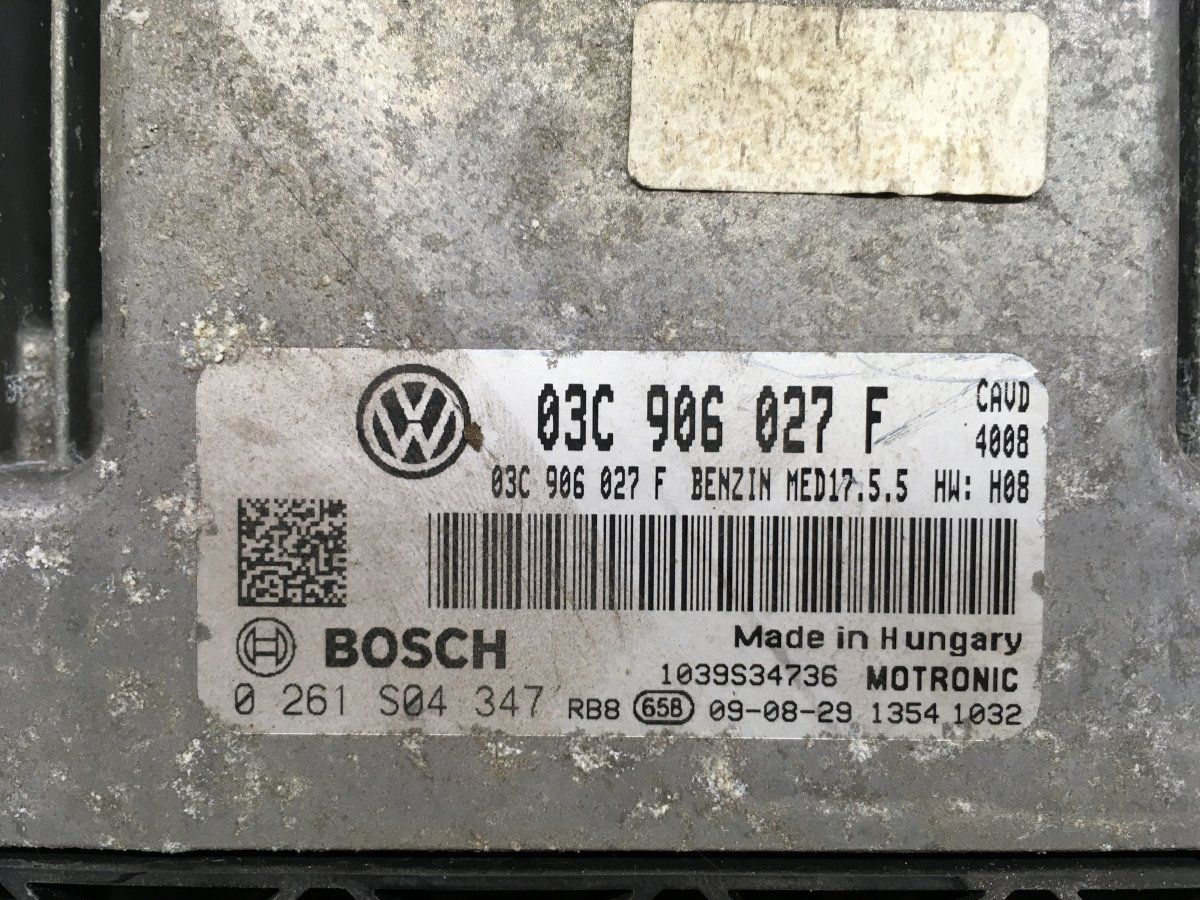 03C 906 027 F CAVD
4008
03C 906 027 F BENZIN MED17.5.5 HW: H08
BOSCH Made in Hungary
1039S34736 MOTRONIC
0 261 S04 347 RB8 65B 09-08-29 1354 1032